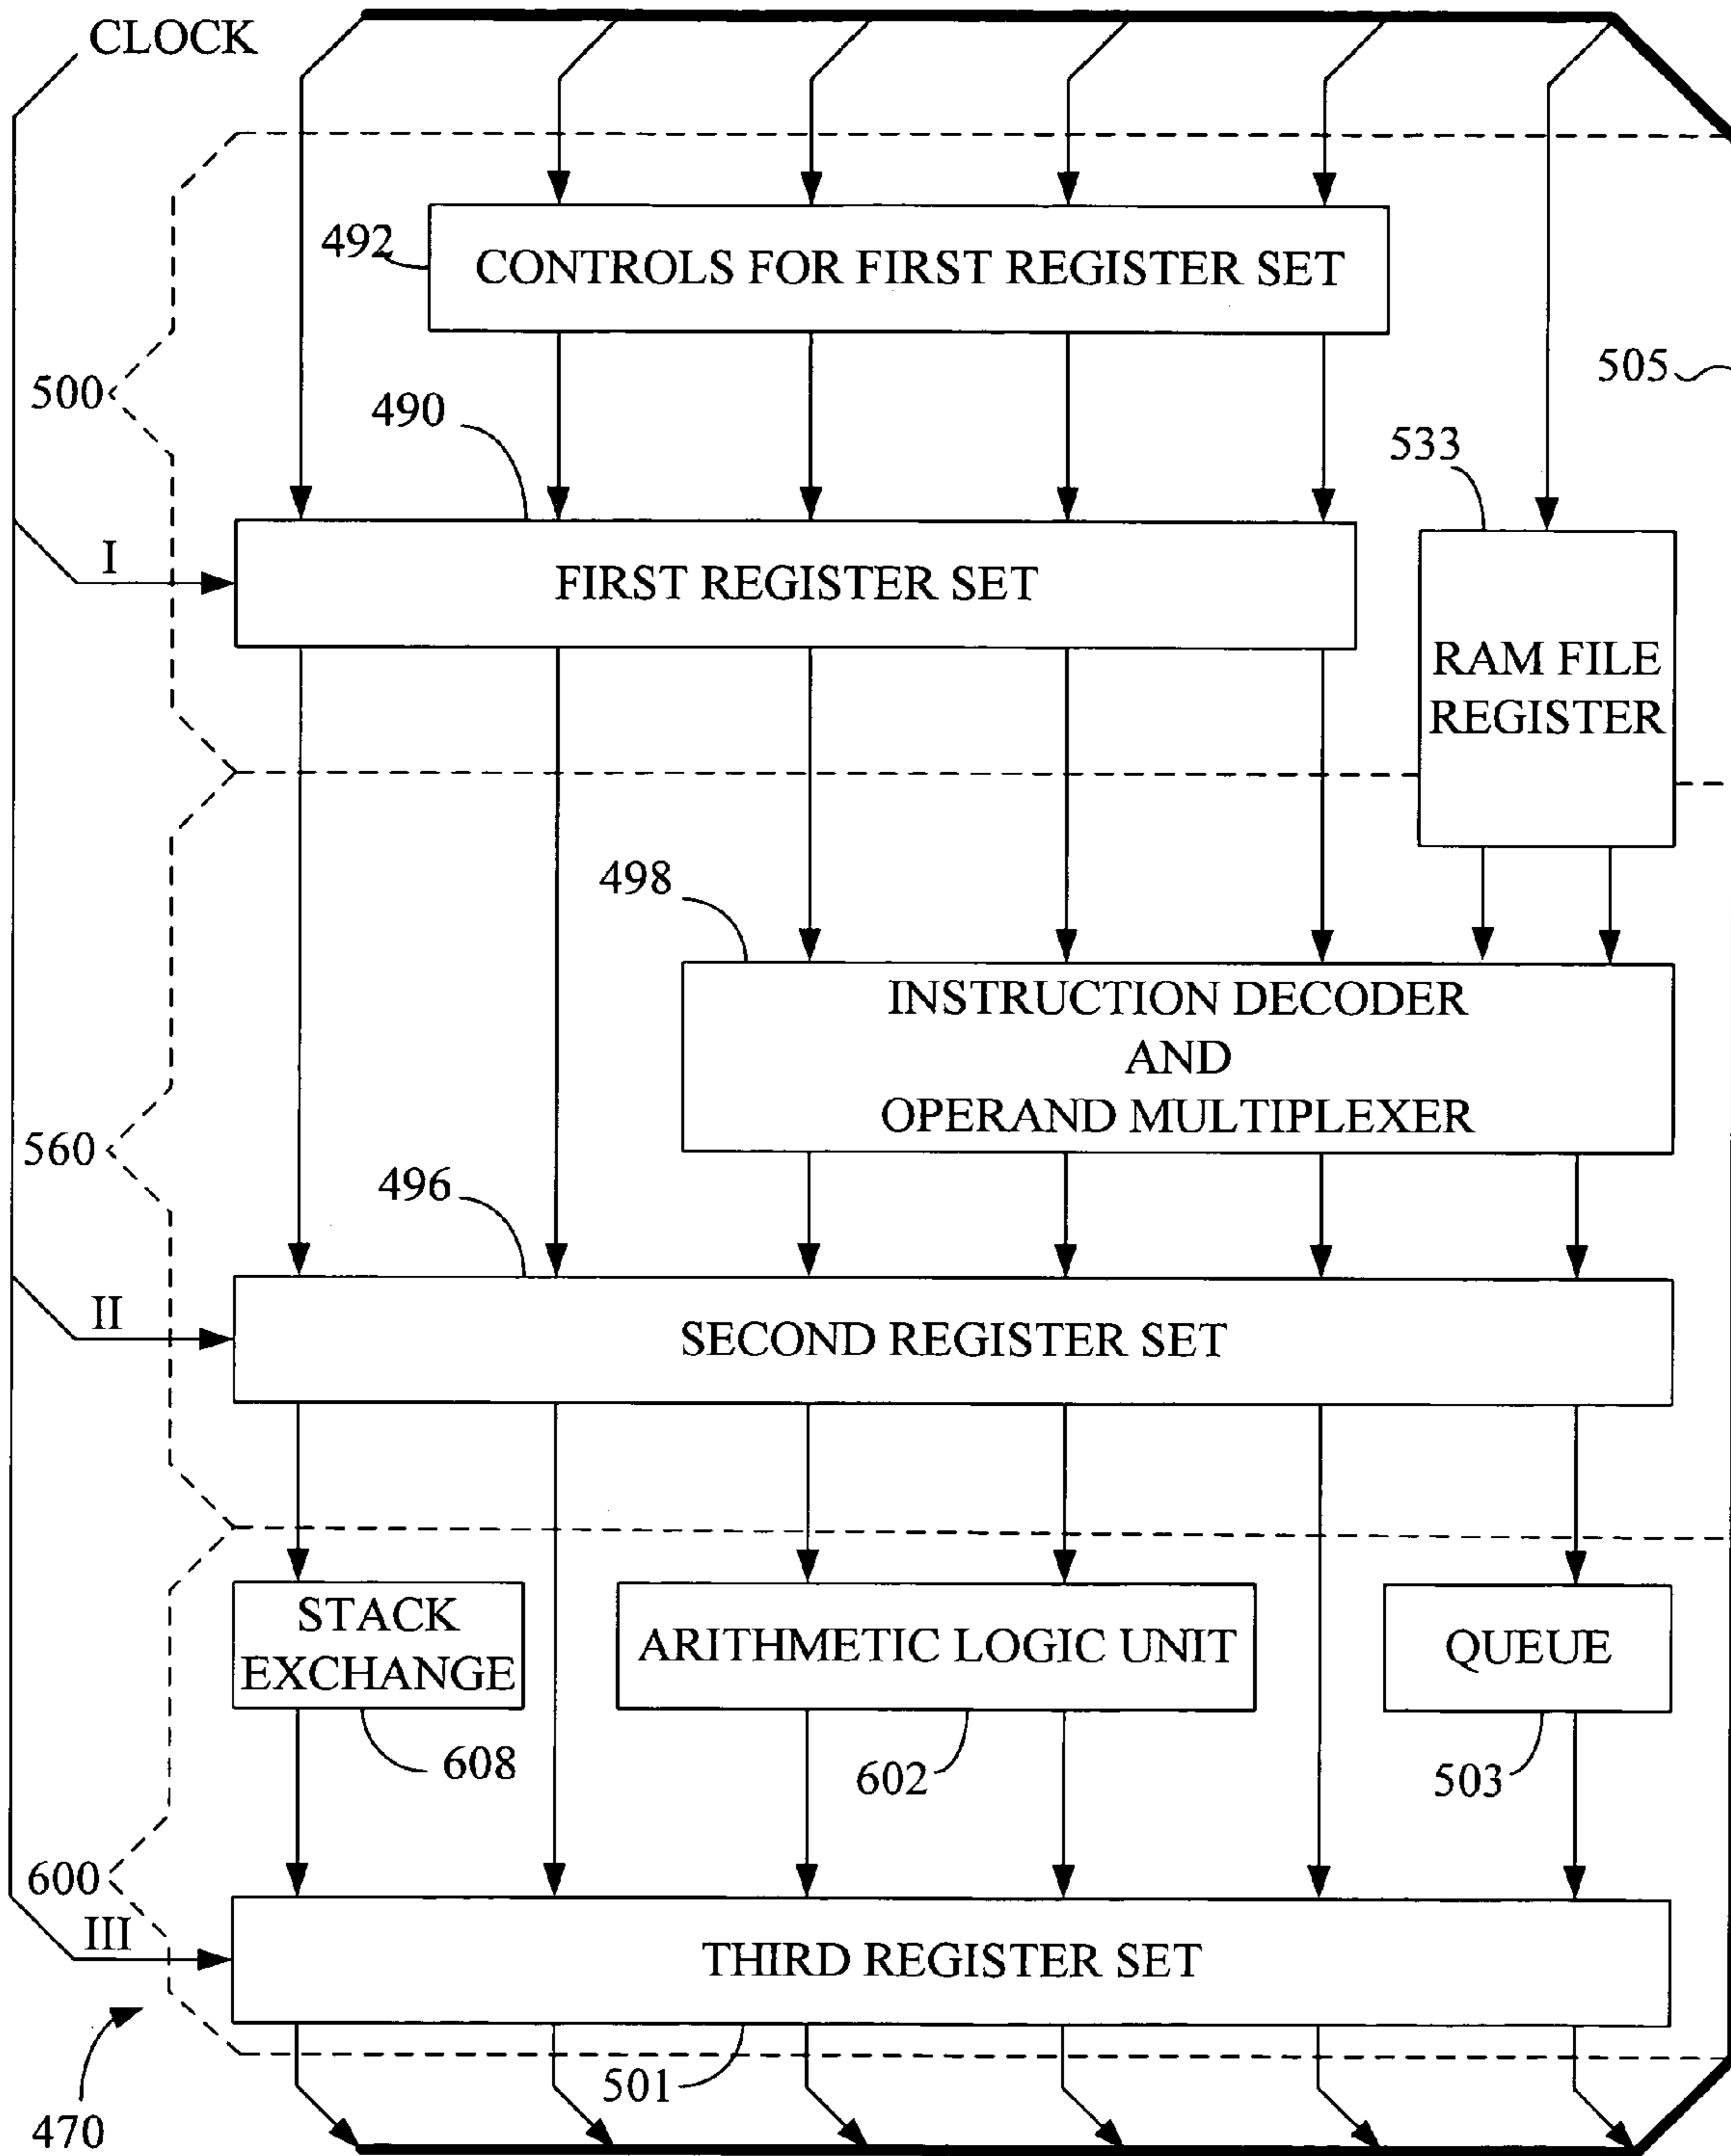 CLOCK
492
CONTROLS FOR FIRST REGISTER SET
505
500
490
533
I
FIRST REGISTER SET
RAM FILE
REGISTER
498
INSTRUCTION DECODER
AND
OPERAND MULTIPLEXER
560
496
II
SECOND REGISTER SET
STACK
EXCHANGE
ARITHMETIC LOGIC UNIT
QUEUE
608
602
503
600
III
THIRD REGISTER SET
501
470